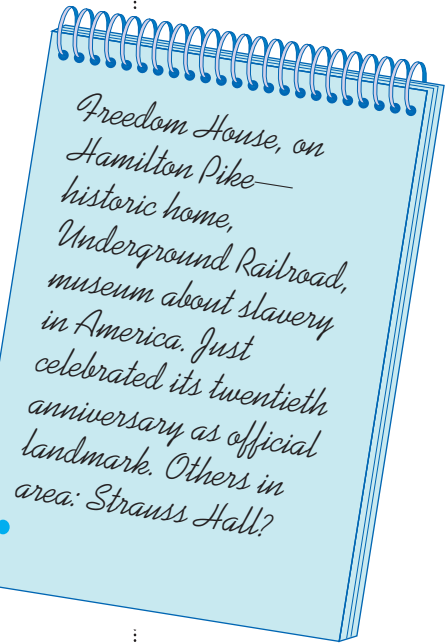 Freedom House, on
Hamilton Pike—
historic home,
Underground Railroad,
museum about slavery
in America. Just
celebrated its twentieth
anniversary as official
landmark. Others in
area: Strauss Hall?